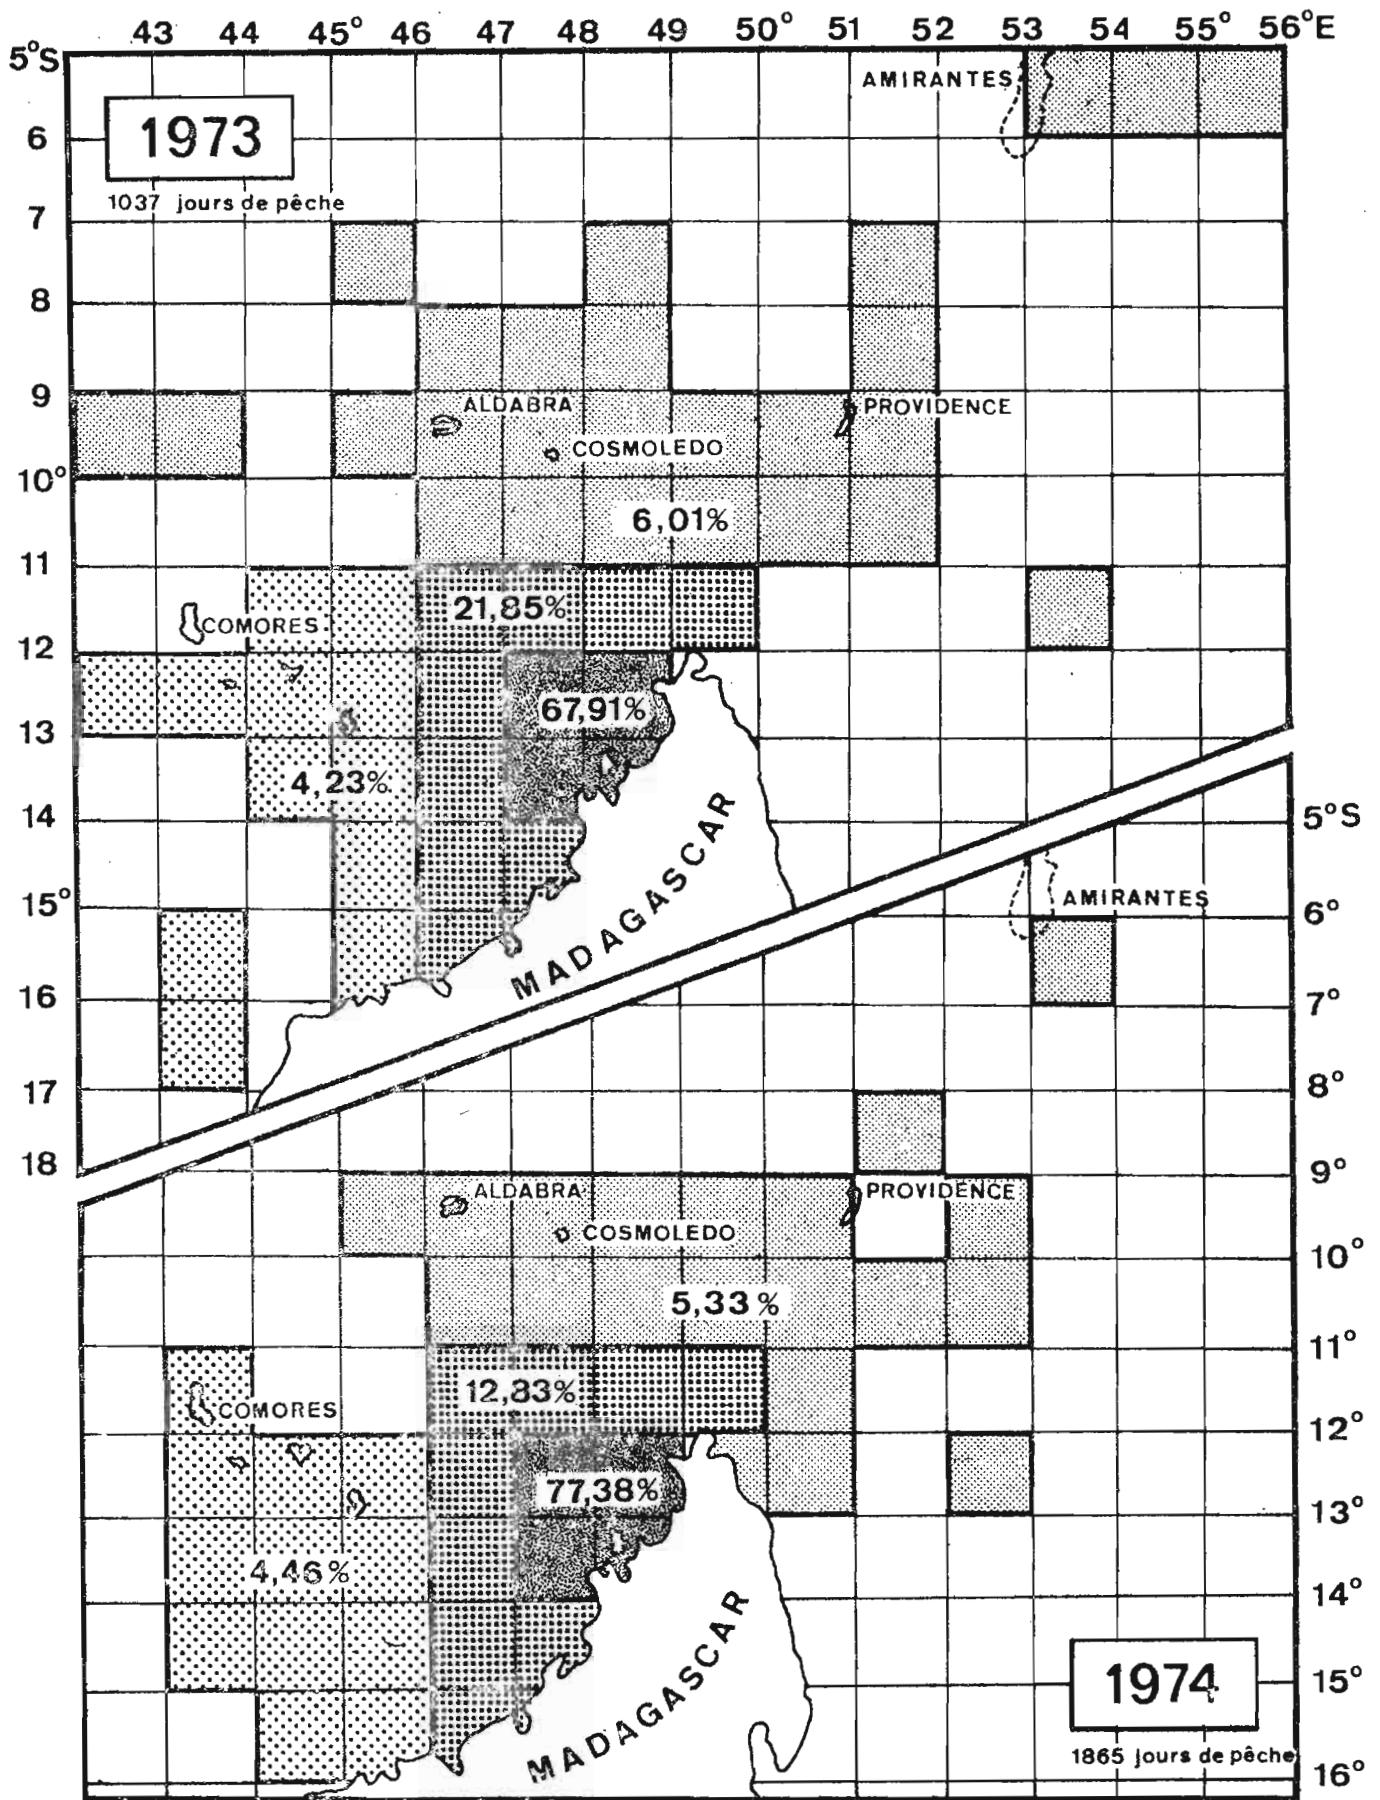 43 44 45° 46 47 48 49 50° 51 52 53 54 55° 56°E
5°S
AMIRANTES
1973
6
1037 jours de pêche
7
8
9
ALDABRA
PROVIDENCE
COSMOLEDO
10°
6,01%
11
21,85%
COMORES
12
67,91%
13
4,23%
14
5°S
MADAGASCAR
15°
AMIRANTES
6°
16
7°
17
8°
18
9°
ALDABRA
PROVIDENCE
COSMOLEDO
10°
5,33%
11°
12,83%
COMORES
12°
77,38%
13°
4,46%
14°
MADAGASCAR
1974
15°
1865 jours de pêche
16°